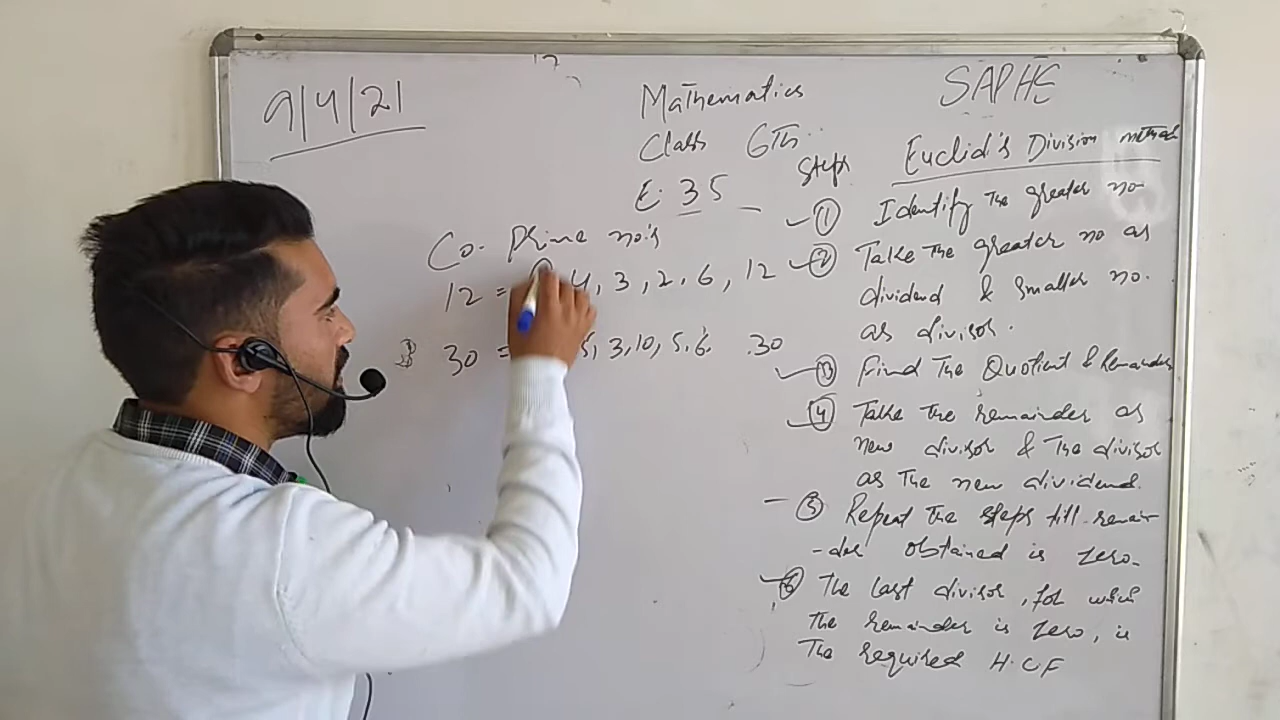 9/4/21
Mathematics
Class 6th
E. 3.5
Co-Prime no's
12 = 4, 3, 2, 6, 12
30 = 3, 10, 5, 6. 30
SAPHE
Steps
Euclid's Division method
① Identify the greater no
② Take the greater no as
dividend & smaller no.
as divisor.
③ Find the Quotient & Remainder
④ Take the remainder as
new divisor & the divisor
as the new dividend.
⑤ Repeat the steps till remain-
-der obtained is zero.
⑥ The last divisor, for which
the remainder is zero, is
the required H.C.F